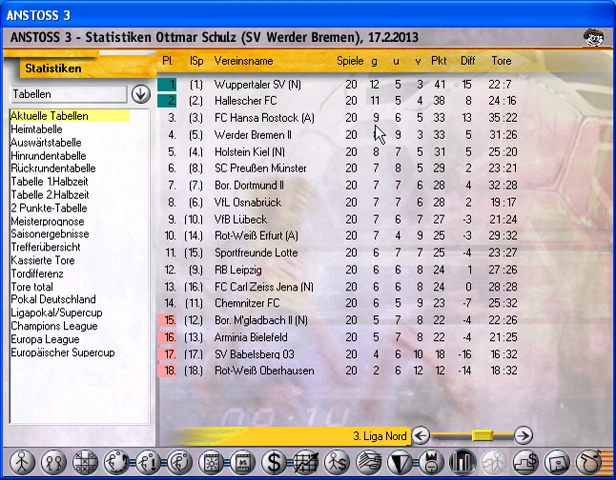 ANSTOSS 3
ANSTOSS 3 - Statistiken Ottmar Schulz (SV Werder Bremen), 17.2.2013
Statistiken
Tabellen
Aktuelle Tabellen
Heimtabelle
Auswärtstabelle
Hinrundentabelle
Rückrundentabelle
Tabelle 1.Halbzeit
Tabelle 2.Halbzeit
2 Punkte-Tabelle
Meisterprognose
Saisonergebnisse
Trefferübersicht
Kassierte Tore
Tordifferenz
Tore total
Pokal Deutschland
Ligapokal/Supercup
Champions League
Europa League
Europäischer Supercup
Pl. lSp Vereinsname Spiele g u v Pkt Diff Tore
1. (1.) Wuppertaler SV (N) 20 12 5 3 41 15 22:7
2. (2.) Hallescher FC 20 11 5 4 38 8 24:16
3. (3.) FC Hansa Rostock (A) 20 9 6 5 33 13 35:22
4. (5.) Werder Bremen II 20 9 3 33 5 31:26
5. (4.) Holstein Kiel (N) 20 8 7 5 31 5 25:20
6. (8.) SC Preußen Münster 20 7 8 5 29 2 23:21
7. (7.) Bor. Dortmund II 20 7 7 6 28 4 32:28
8. (6.) VfL Osnabrück 20 7 7 6 28 2 19:17
9. (10.) VfB Lübeck 20 7 6 7 27 -3 21:24
10. (14.) Rot-Weiß Erfurt (A) 20 7 4 9 25 -3 29:32
11. (15.) Sportfreunde Lotte 20 6 7 7 25 -4 23:27
12. (9.) RB Leipzig 20 6 6 8 24 1 27:26
13. (16.) FC Carl Zeiss Jena (N) 20 6 6 8 24 0 28:28
14. (11.) Chemnitzer FC 20 6 5 9 23 -7 25:32
15. (12.) Bor. M'gladbach II (N) 20 5 7 8 22 -4 22:26
16. (13.) Arminia Bielefeld 20 5 7 8 22 -4 21:25
17. (17.) SV Babelsberg 03 20 4 6 10 18 -16 16:32
18. (18.) Rot-Weiß Oberhausen 20 2 6 12 12 -14 18:32
3. Liga Nord